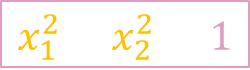 x₁² x₂² 1